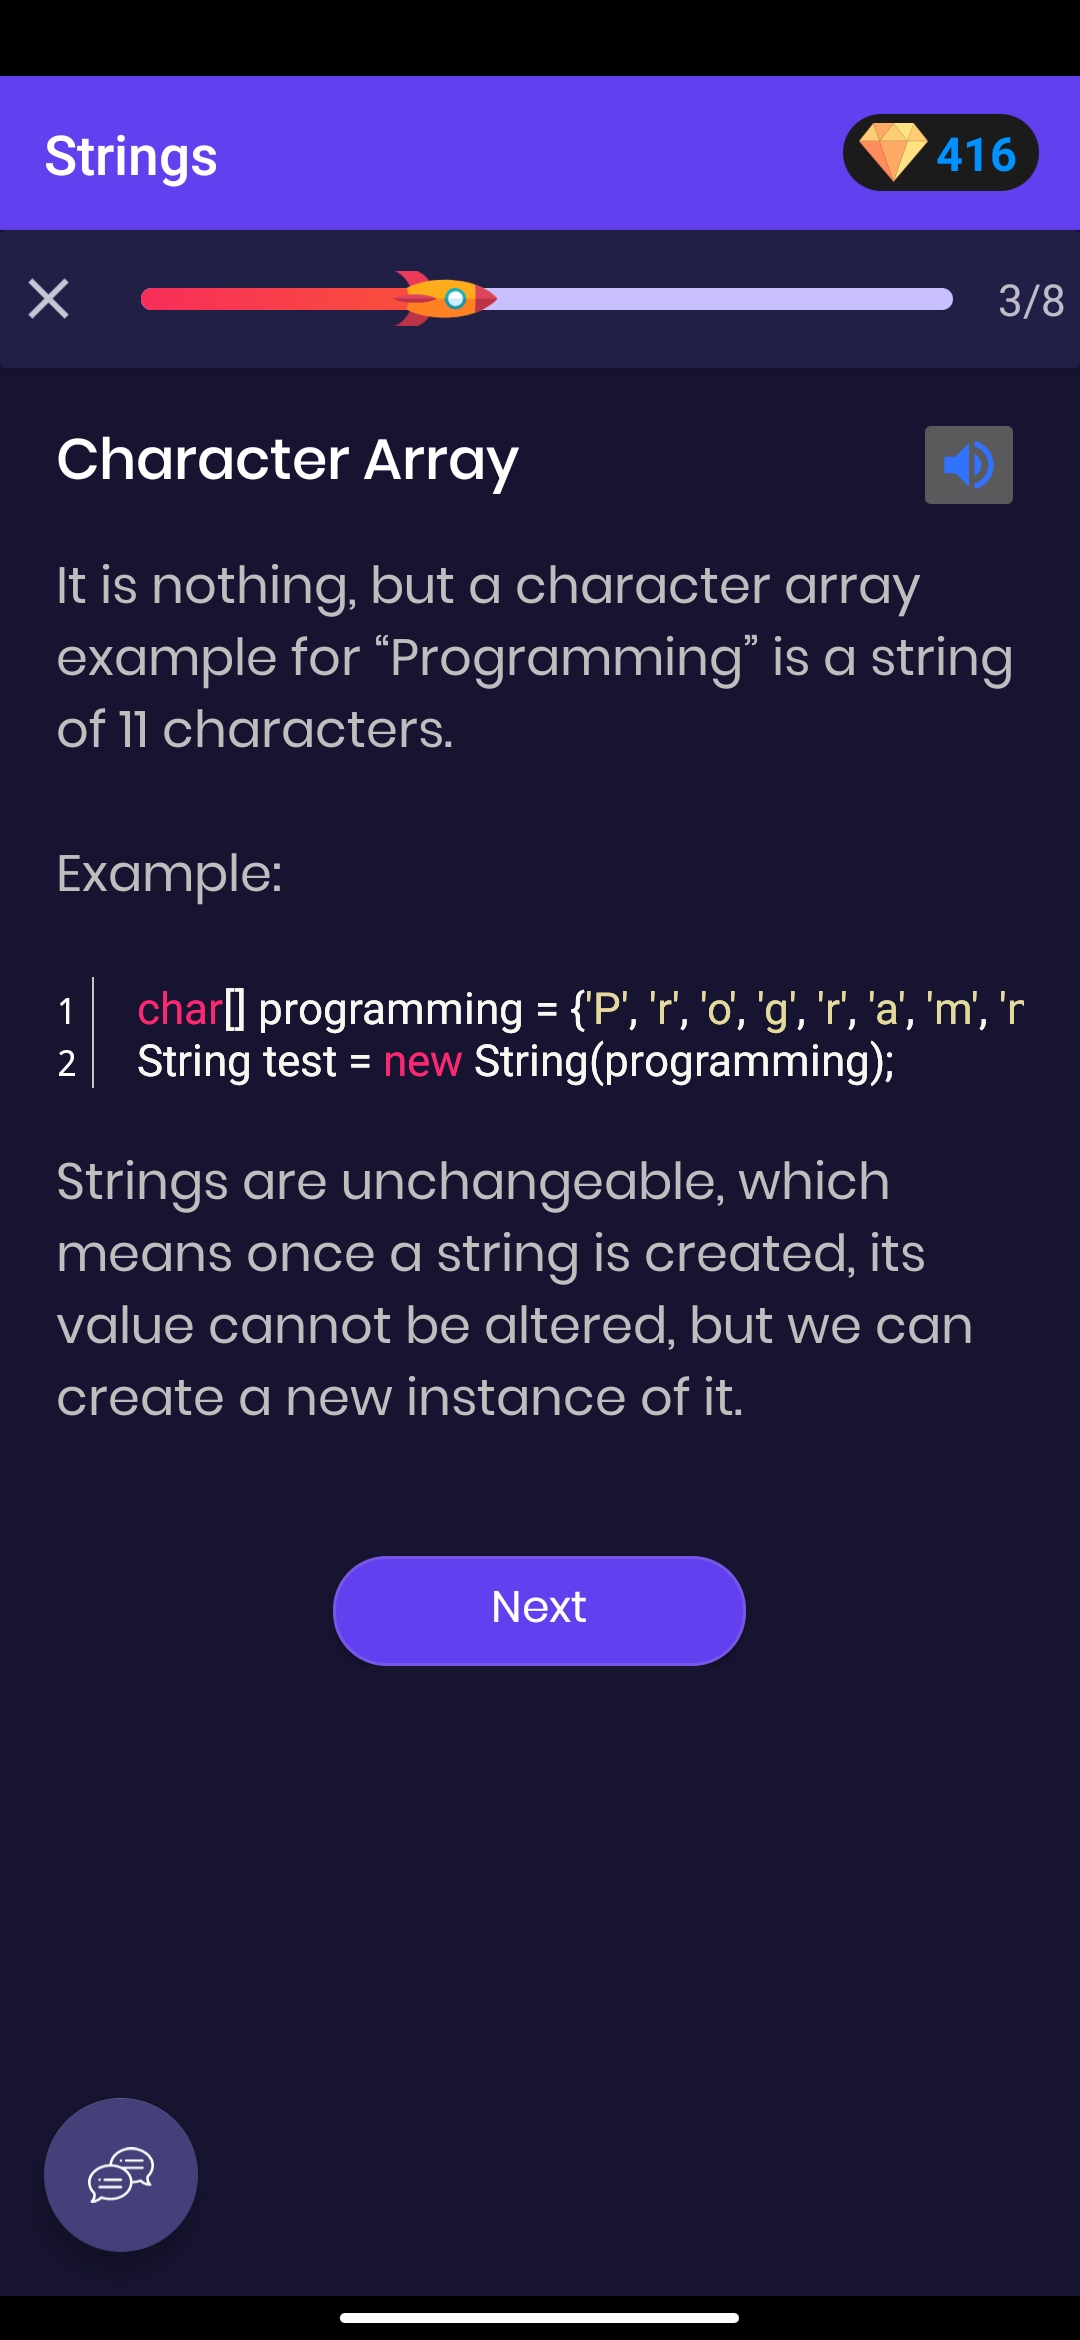 Strings
416
3/8
Character Array
It is nothing, but a character array
example for “Programming” is a string
of 11 characters.
Example:
1 char[] programming = {'P', 'r', 'o', 'g', 'r', 'a', 'm', '
2 String test = new String(programming);
Strings are unchangeable, which
means once a string is created, its
value cannot be altered, but we can
create a new instance of it.
Next